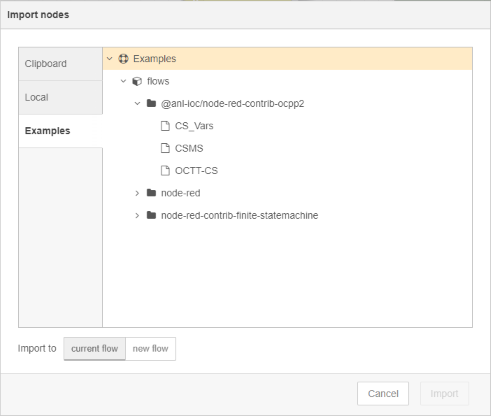 Import nodes
Clipboard
Local
Examples
Examples
flows
@anl-ioc/node-red-contrib-ocpp2
CS_Vars
CSMS
OCTT-CS
node-red
node-red-contrib-finite-statemachine
Import to current flow new flow
Cancel Import